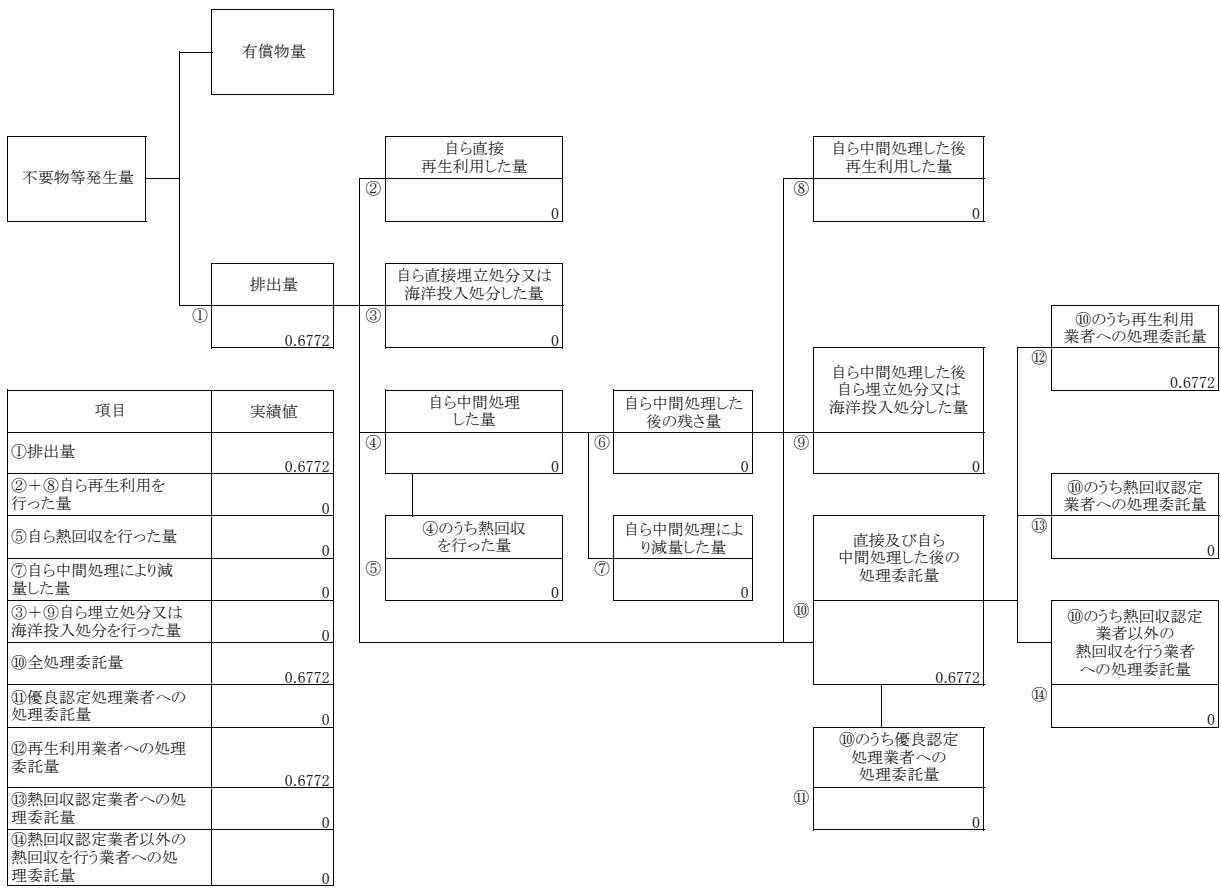 有償物量
不要物等発生量
自ら直接
再生利用した量
②
0
自ら中間処理した後
再生利用した量
⑧
0
排出量
①
0.6772
自ら直接埋立処分又は
海洋投入処分した量
③
0
⑩のうち再生利用
業者への処理委託量
⑫
0.6772
自ら中間処理
した量
④
0
自ら中間処理した
後の残さ量
⑥
0
自ら中間処理した後
自ら埋立処分又は
海洋投入処分した量
⑨
0
⑩のうち熱回収認定
業者への処理委託量
⑬
0
④のうち熱回収
を行った量
⑤
0
自ら中間処理によ
り減量した量
⑦
0
直接及び自ら
中間処理した後の
処理委託量
⑩
0.6772
⑩のうち熱回収認定
業者以外の
熱回収を行う業者
への処理委託量
⑭
0
⑩のうち優良認定
処理業者への
処理委託量
⑪
0
項目 実績値
①排出量 0.6772
②＋⑧自ら再生利用を
行った量 0
⑤自ら熱回収を行った量 0
⑦自ら中間処理により減
量した量 0
③＋⑨自ら埋立処分又は
海洋投入処分を行った量 0
⑩全処理委託量 0.6772
⑪優良認定処理業者への
処理委託量 0
⑫再生利用業者への処理
委託量 0.6772
⑬熱回収認定業者への処
理委託量 0
⑭熱回収認定業者以外の
熱回収を行う業者への処
理委託量 0